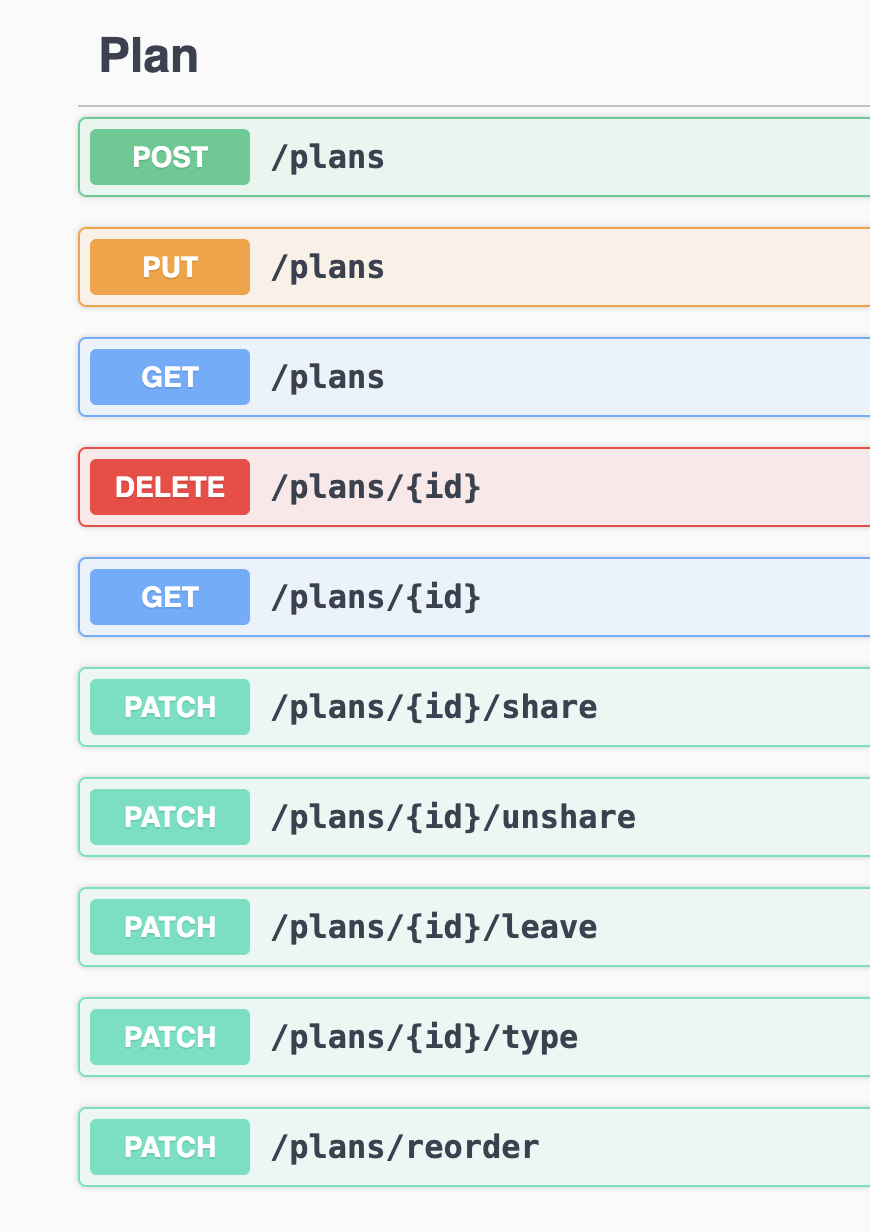 Plan
POST /plans
PUT /plans
GET /plans
DELETE /plans/{id}
GET /plans/{id}
PATCH /plans/{id}/share
PATCH /plans/{id}/unshare
PATCH /plans/{id}/leave
PATCH /plans/{id}/type
PATCH /plans/reorder